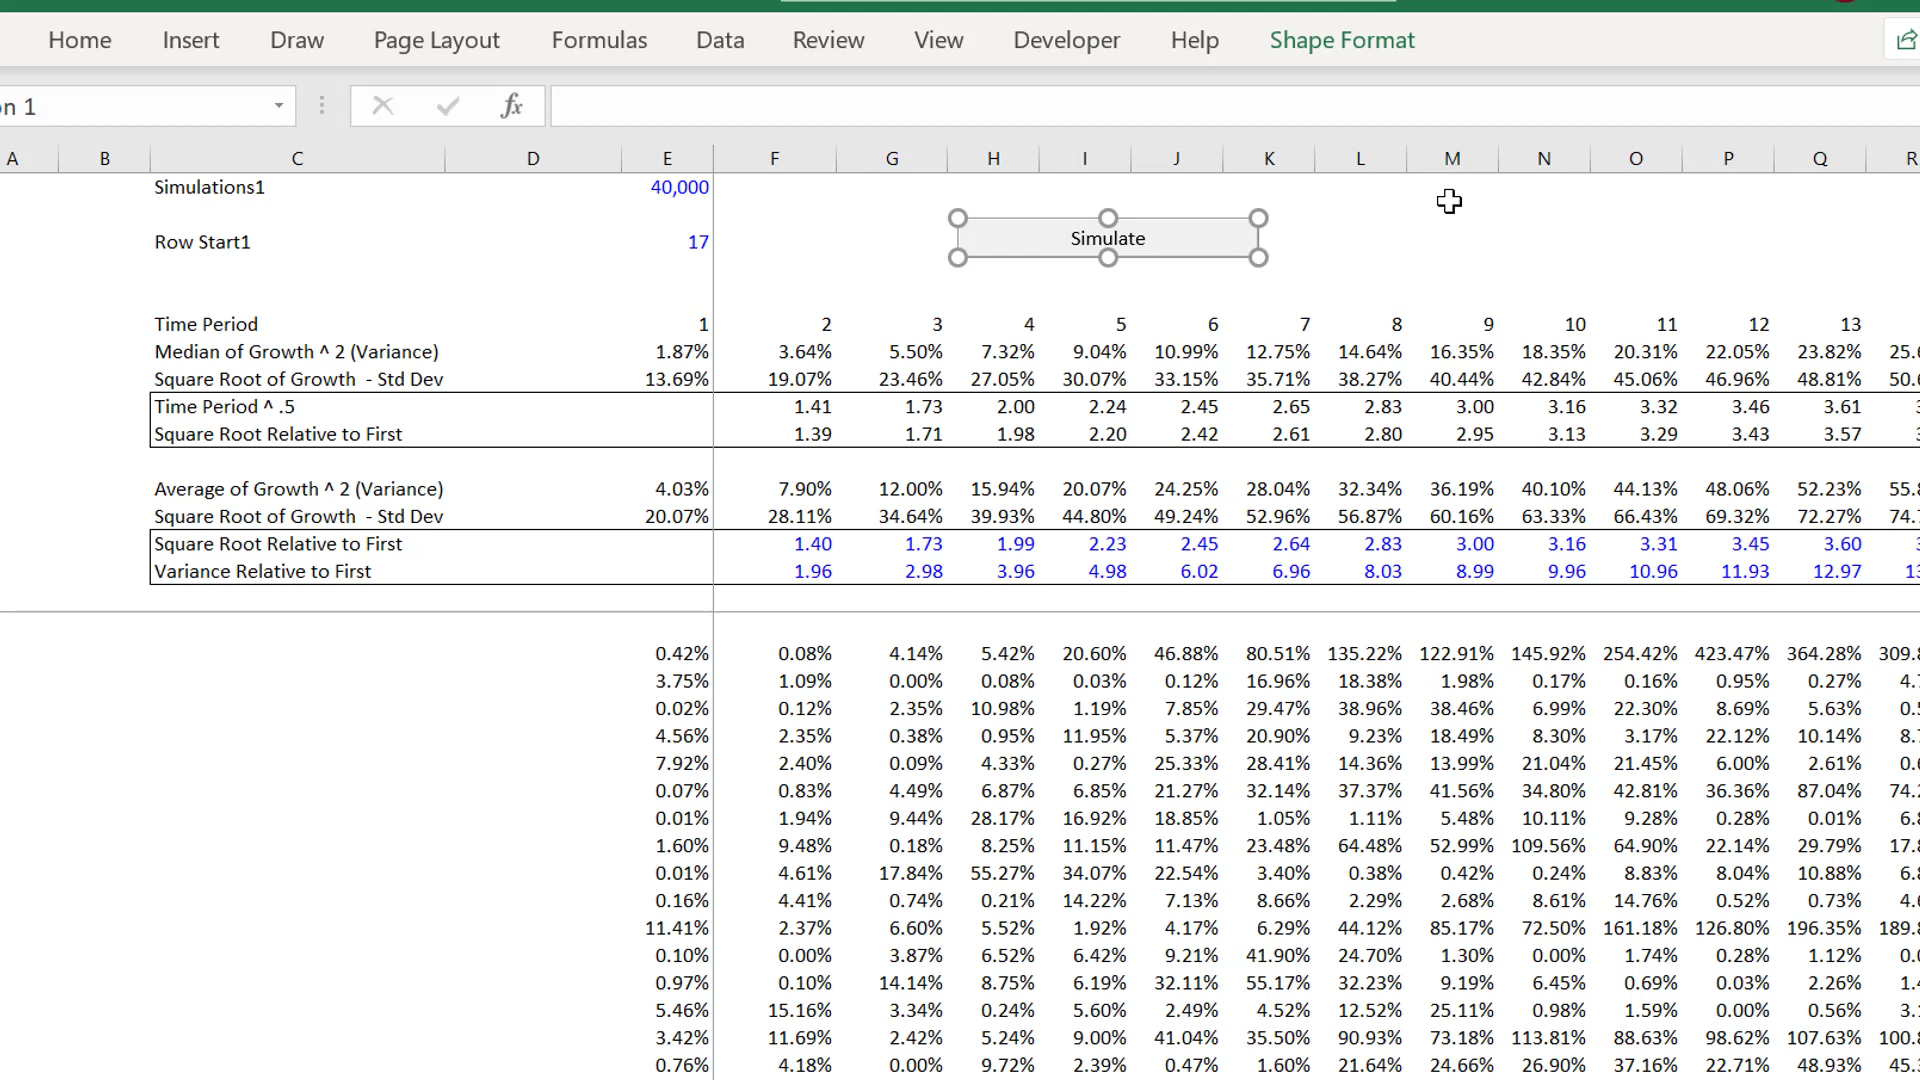 Home Insert Draw Page Layout Formulas Data Review View Developer Help Shape Format
on 1 fx
A B C D E F G H I J K L M N O P Q R
Simulations1 40,000
Simulate
Row Start1 17
Time Period 1 2 3 4 5 6 7 8 9 10 11 12 13
Median of Growth ^ 2 (Variance) 1.87% 3.64% 5.50% 7.32% 9.04% 10.99% 12.75% 14.64% 16.35% 18.35% 20.31% 22.05% 23.82% 25.6
Square Root of Growth - Std Dev 13.69% 19.07% 23.46% 27.05% 30.07% 33.15% 35.71% 38.27% 40.44% 42.84% 45.06% 46.96% 48.81% 50.6
Time Period ^ .5 1.41 1.73 2.00 2.24 2.45 2.65 2.83 3.00 3.16 3.32 3.46 3.61
Square Root Relative to First 1.39 1.71 1.98 2.20 2.42 2.61 2.80 2.95 3.13 3.29 3.43 3.57
Average of Growth ^ 2 (Variance) 4.03% 7.90% 12.00% 15.94% 20.07% 24.25% 28.04% 32.34% 36.19% 40.10% 44.13% 48.06% 52.23% 55.8
Square Root of Growth - Std Dev 20.07% 28.11% 34.64% 39.93% 44.80% 49.24% 52.96% 56.87% 60.16% 63.33% 66.43% 69.32% 72.27% 74.
Square Root Relative to First 1.40 1.73 1.99 2.23 2.45 2.64 2.83 3.00 3.16 3.31 3.45 3.60
Variance Relative to First 1.96 2.98 3.96 4.98 6.02 6.96 8.03 8.99 9.96 10.96 11.93 12.97 13
0.42% 0.08% 4.14% 5.42% 20.60% 46.88% 80.51% 135.22% 122.91% 145.92% 254.42% 423.47% 364.28% 309.8
3.75% 1.09% 0.00% 0.08% 0.03% 0.12% 16.96% 18.38% 1.98% 0.17% 0.16% 0.95% 0.27% 4.
0.02% 0.12% 2.35% 10.98% 1.19% 7.85% 29.47% 38.96% 38.46% 6.99% 22.30% 8.69% 5.63% 0.5
4.56% 2.35% 0.38% 0.95% 11.95% 5.37% 20.90% 9.23% 18.49% 8.30% 3.17% 22.12% 10.14% 8.
7.92% 2.40% 0.09% 4.33% 0.27% 25.33% 28.41% 14.36% 13.99% 21.04% 21.45% 6.00% 2.61% 0.6
0.07% 0.83% 4.49% 6.87% 6.85% 21.27% 32.14% 37.37% 41.56% 34.80% 42.81% 36.36% 87.04% 74.2
0.01% 1.94% 9.44% 28.17% 16.92% 18.85% 1.05% 1.11% 5.48% 10.11% 9.28% 0.28% 0.01% 6.8
1.60% 9.48% 0.18% 8.25% 11.15% 11.47% 23.48% 64.48% 52.99% 109.56% 64.90% 22.14% 29.79% 17.8
0.01% 4.61% 17.84% 55.27% 34.07% 22.54% 3.40% 0.38% 0.42% 0.24% 8.83% 8.04% 10.88% 6.8
0.16% 4.41% 0.74% 0.21% 14.22% 7.13% 8.66% 2.29% 2.68% 8.61% 14.76% 0.52% 0.73% 4.6
11.41% 2.37% 6.60% 5.52% 1.92% 4.17% 6.29% 44.12% 85.17% 72.50% 161.18% 126.80% 196.35% 189.8
0.10% 0.00% 3.87% 6.52% 6.42% 9.21% 41.90% 24.70% 1.30% 0.00% 1.74% 0.28% 1.12% 0.0
0.97% 0.10% 14.14% 8.75% 6.19% 32.11% 55.17% 32.23% 9.19% 6.45% 0.69% 0.03% 2.26% 1.4
5.46% 15.16% 3.34% 0.24% 5.60% 2.49% 4.52% 12.52% 25.11% 0.98% 1.59% 0.00% 0.56% 3.
3.42% 11.69% 2.42% 5.24% 9.00% 41.04% 35.50% 90.93% 73.18% 113.81% 88.63% 98.62% 107.63% 100.8
0.76% 4.18% 0.00% 9.72% 2.39% 0.47% 1.60% 21.64% 24.66% 26.90% 37.16% 22.71% 48.93% 45.